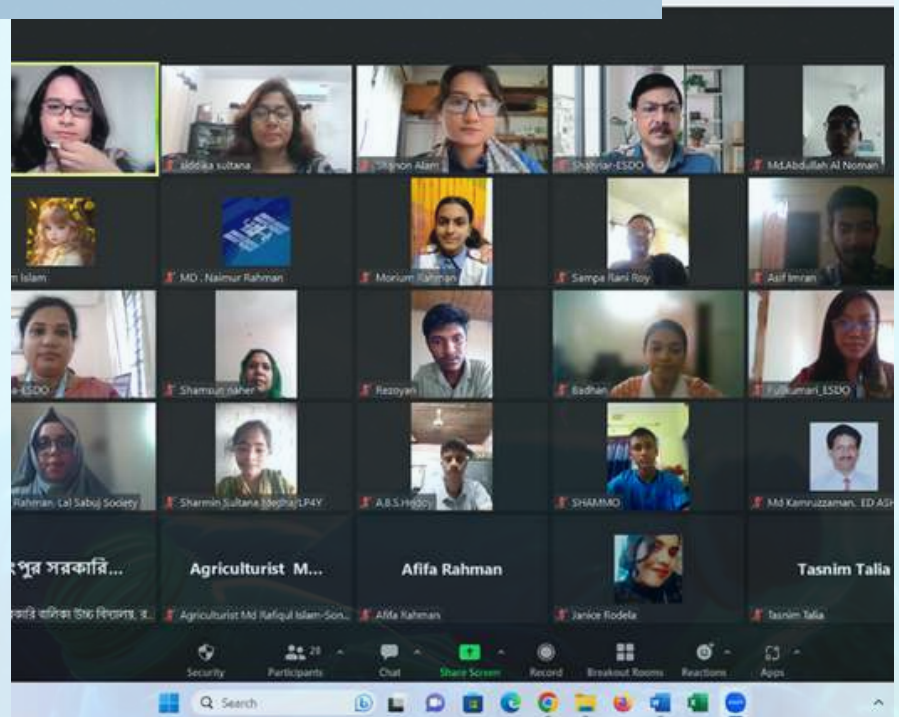 siddika sultana
Shanon Alam
Shahriar-ESDO
Md.Abdullah Al Noman
Islam
MD . Naimur Rahman
Morium Rahman
Sampa Rani Roy
Asif Imran
-ESDO
Shamsun naher
Rezoyan
Badhan
Fulkumari_ESDO
Rahman, Lal Sabuj Society
Sharmin Sultana Medha, LP4Y
A.B.S.Hridoy
SHAMMO
Md Kamruzzaman, ED ASH
ংপুর সরকারি... Agriculturist M... Afifa Rahman Tasnim Talia
কারি বালিকা উচ্চ বিদ্যালয়, র... Agriculturist Md Rafiqul Islam-Son... Afifa Rahman Janice Rodela Tasnim Talia
28
Security Participants Chat Share Screen Record Breakout Rooms Reactions Apps
Search